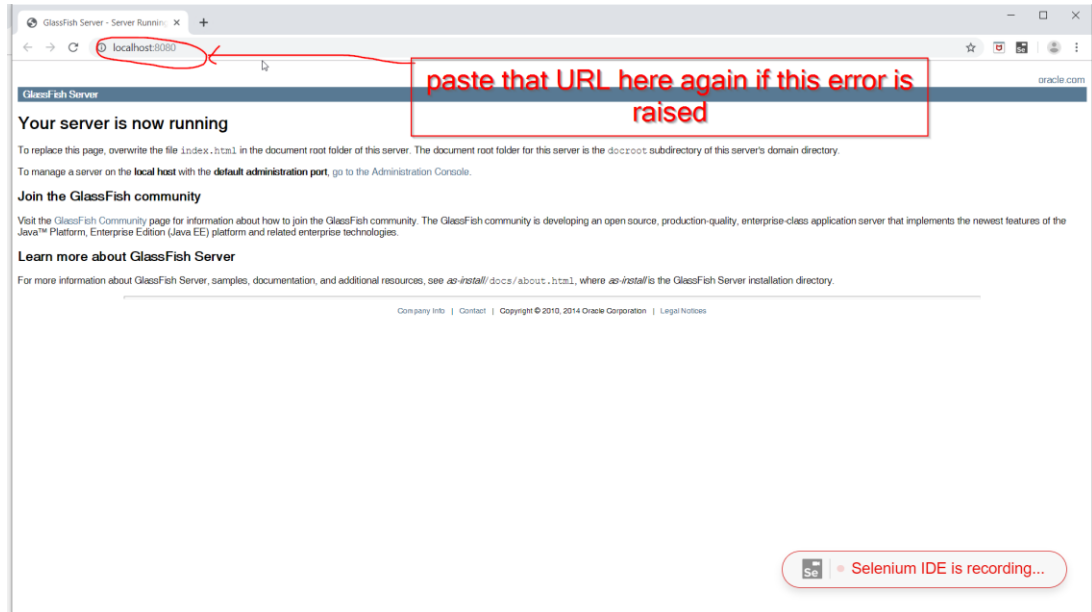 GlassFish Server - Server Running
localhost:8080
paste that URL here again if this error is
raised
oracle.com
GlassFish Server
Your server is now running
To replace this page, overwrite the file index.html in the document root folder of this server. The document root folder for this server is the docroot subdirectory of this server's domain directory.
To manage a server on the local host with the default administration port, go to the Administration Console.
Join the GlassFish community
Visit the GlassFish Community page for information about how to join the GlassFish community. The GlassFish community is developing an open source, production-quality, enterprise-class application server that implements the newest features of the
Java™ Platform, Enterprise Edition (Java EE) platform and related enterprise technologies.
Learn more about GlassFish Server
For more information about GlassFish Server, samples, documentation, and additional resources, see as-install/docs/about.html, where as-install is the GlassFish Server installation directory.
Company Info | Contact | Copyright © 2010, 2014 Oracle Corporation | Legal Notices
Se Selenium IDE is recording...